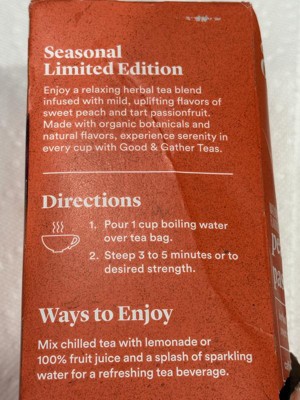 Seasonal
Limited Edition
Enjoy a relaxing herbal tea blend
infused with mild, uplifting flavors of
sweet peach and tart passionfruit.
Made with organic botanicals and
natural flavors, experience serenity in
every cup with Good & Gather Teas.
Directions
1. Pour 1 cup boiling water
over tea bag.
2. Steep 3 to 5 minutes or to
desired strength.
Ways to Enjoy
Mix chilled tea with lemonade or
100% fruit juice and a splash of sparkling
water for a refreshing tea beverage.